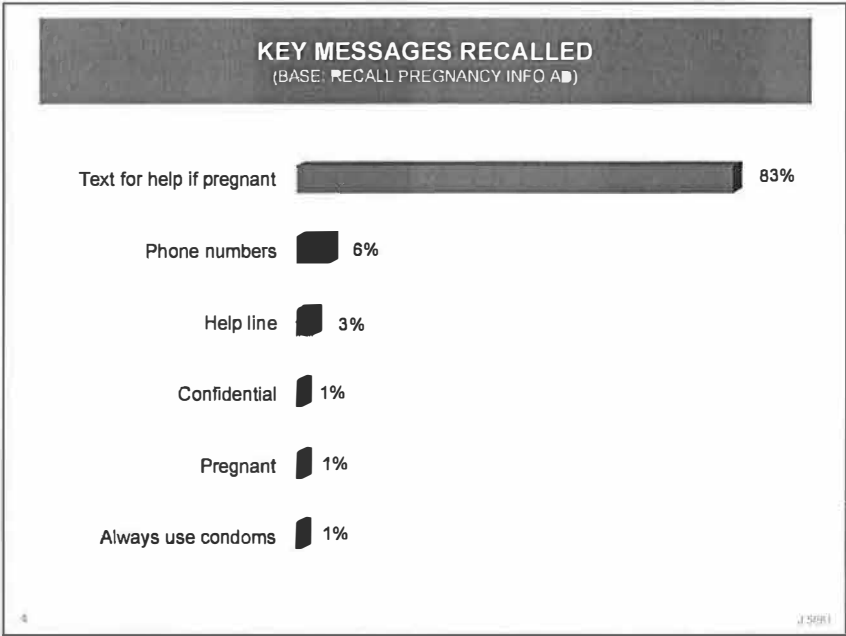 KEY MESSAGES RECALLED
(BASE: RECALL PREGNANCY INFO AD)
Text for help if pregnant 83%
Phone numbers 6%
Help line 3%
Confidential 1%
Pregnant 1%
Always use condoms 1%
4